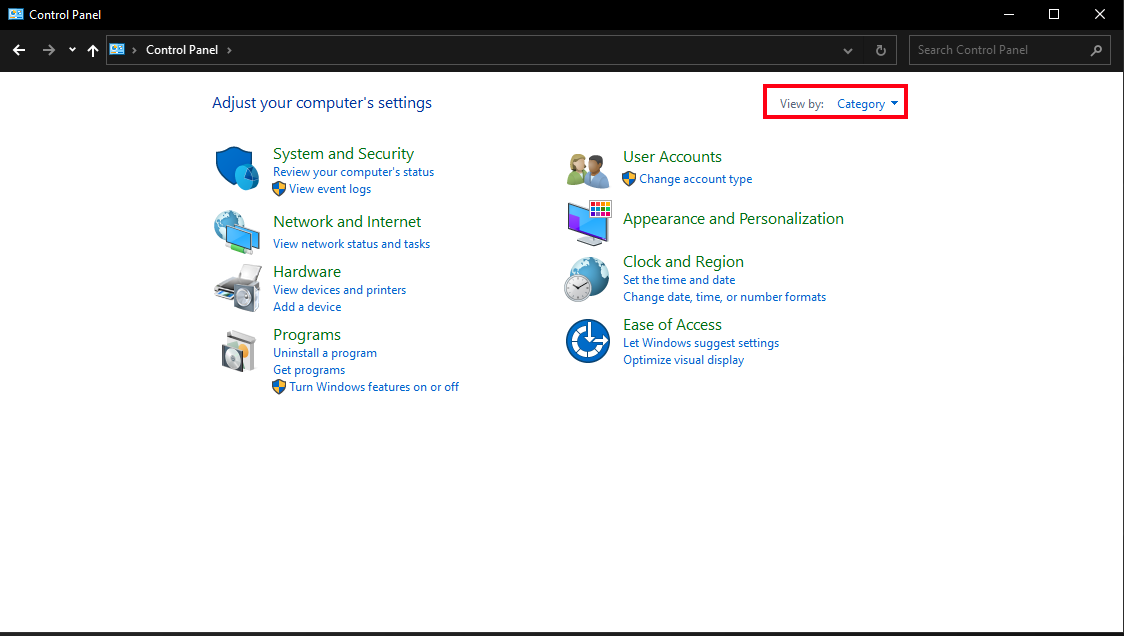 Control Panel
Control Panel
Search Control Panel
Adjust your computer's settings
View by: Category
System and Security
Review your computer's status
View event logs
Network and Internet
View network status and tasks
Hardware
View devices and printers
Add a device
Programs
Uninstall a program
Get programs
Turn Windows features on or off
User Accounts
Change account type
Appearance and Personalization
Clock and Region
Set the time and date
Change date, time, or number formats
Ease of Access
Let Windows suggest settings
Optimize visual display